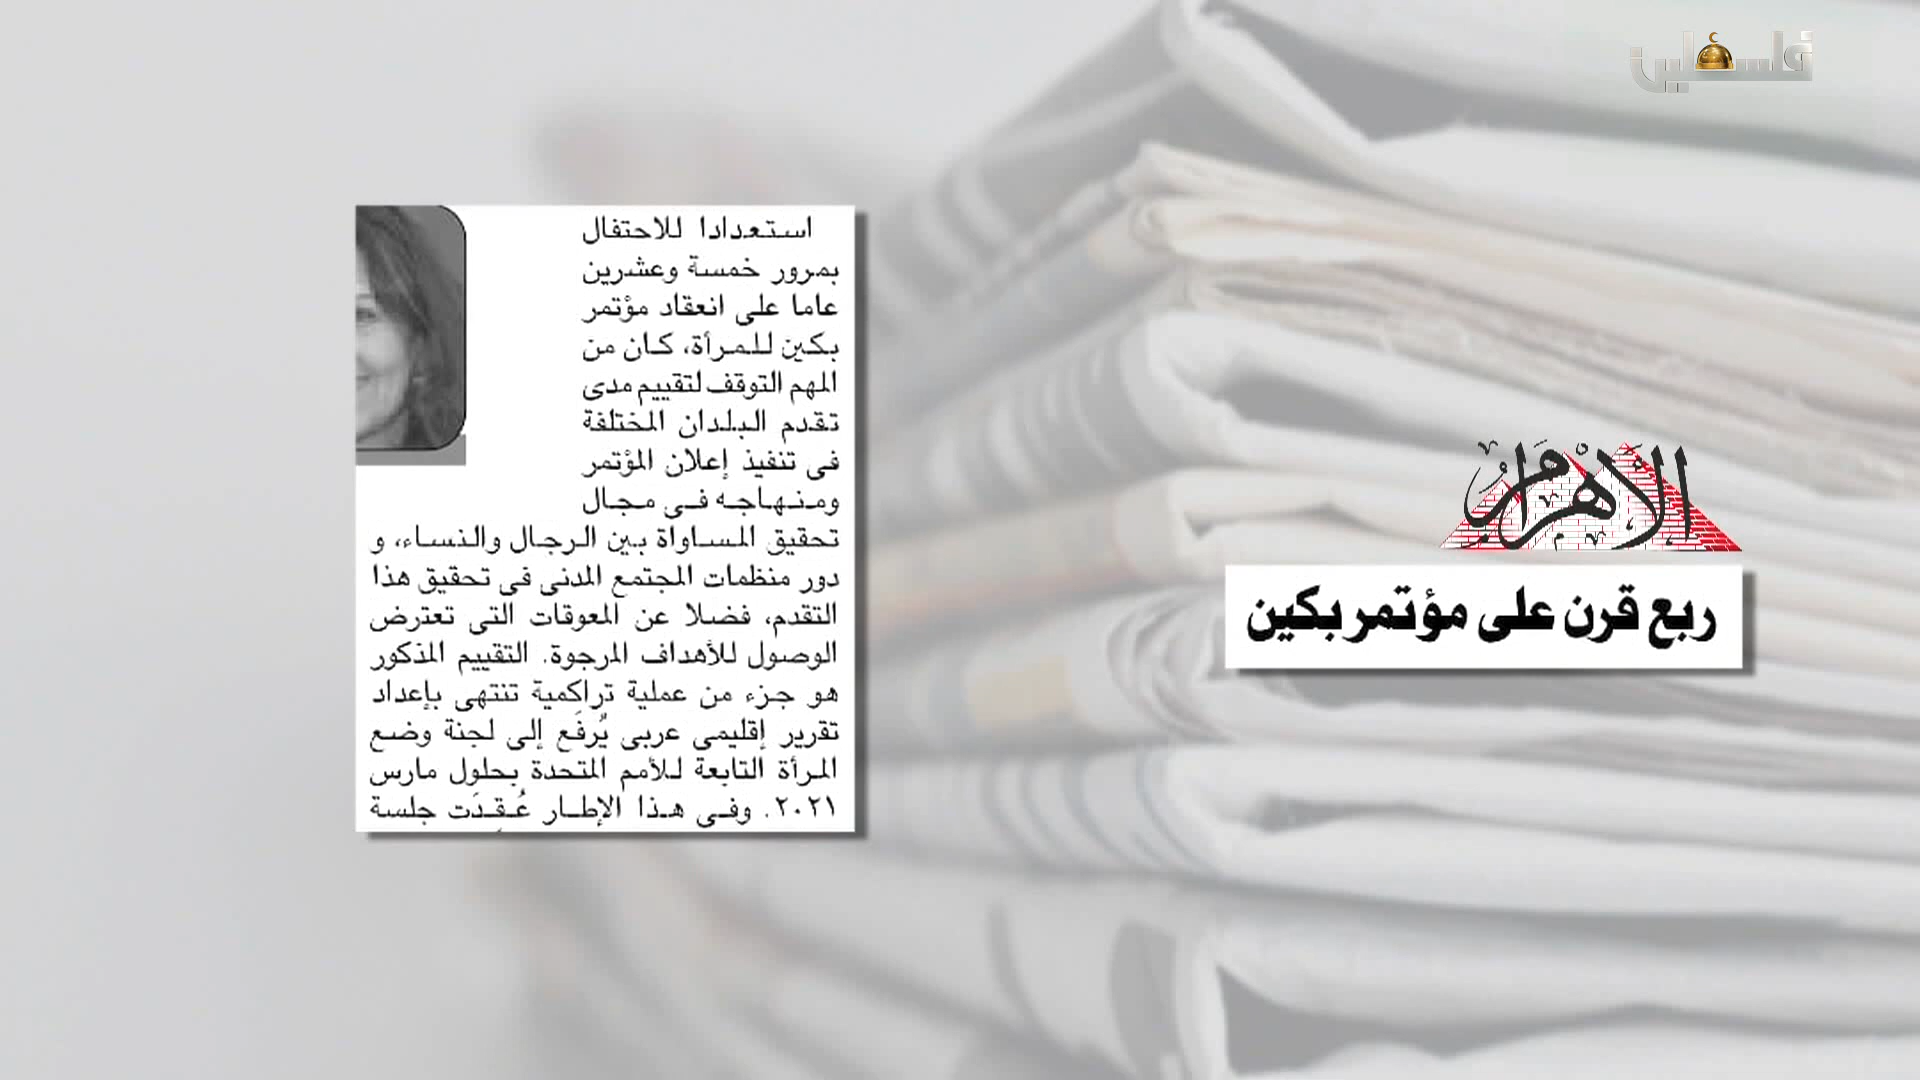 فلسطين
الأهرام
ربع قرن على مؤتمر بكين
استعدادا للاحتفال
بمرور خمسة وعشرين
عاما على انعقاد مؤتمر
بكين للمرأة، كان من
المهم التوقف لتقييم مدى
تقدم البلدان المختلفة
فى تنفيذ إعلان المؤتمر
ومنهاجه فى مجال
تحقيق المساواة بين الرجال والنساء، و
دور منظمات المجتمع المدنى فى تحقيق هذا
التقدم، فضلا عن المعوقات التى تعترض
الوصول للأهداف المرجوة. التقييم المذكور
هو جزء من عملية تراكمية تنتهى بإعداد
تقرير إقليمى عربى يُرفَع إلى لجنة وضع
المرأة التابعة للأمم المتحدة بحلول مارس
٢٠٢١. وفى هذا الإطار عُقِدَت جلسة